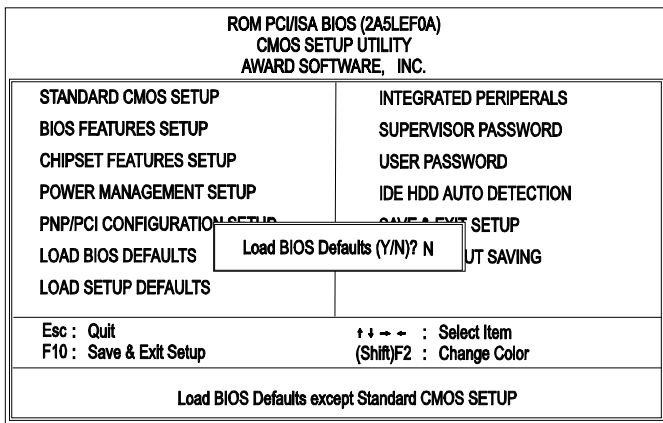 ROM PCI/ISA BIOS (2A5LEF0A)
CMOS SETUP UTILITY
AWARD SOFTWARE, INC.
STANDARD CMOS SETUP
BIOS FEATURES SETUP
CHIPSET FEATURES SETUP
POWER MANAGEMENT SETUP
PNP/PCI CONFIGURATION SETUP
LOAD BIOS DEFAULTS
LOAD SETUP DEFAULTS
INTEGRATED PERIPERALS
SUPERVISOR PASSWORD
USER PASSWORD
IDE HDD AUTO DETECTION
SAVE & EXIT SETUP
UT SAVING
Load BIOS Defaults (Y/N)? N
Esc : Quit
F10 : Save & Exit Setup
↑ ↓ → ← : Select Item
(Shift)F2 : Change Color
Load BIOS Defaults except Standard CMOS SETUP